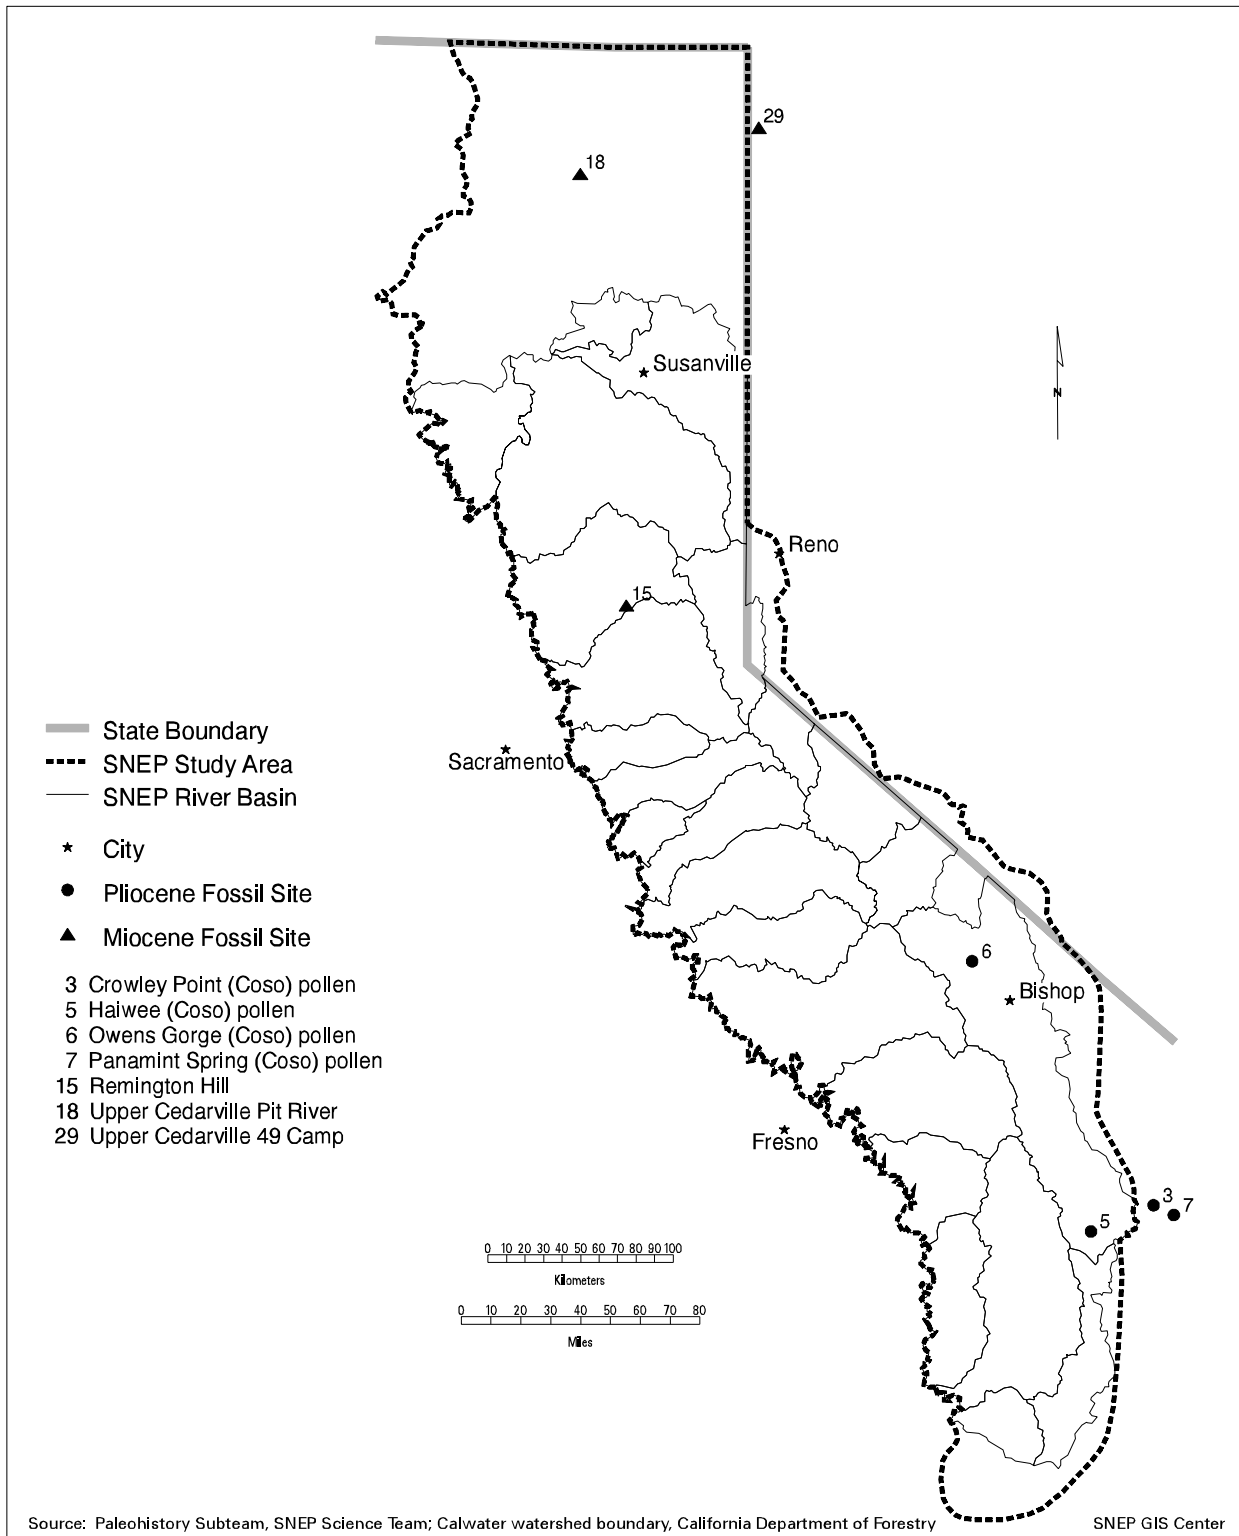 29
18
Susanville
N
Reno
15
State Boundary
SNEP Study Area
SNEP River Basin
Sacramento
City
Pliocene Fossil Site
Miocene Fossil Site
6
Bishop
3 Crowley Point (Coso) pollen
5 Haiwee (Coso) pollen
6 Owens Gorge (Coso) pollen
7 Panamint Spring (Coso) pollen
15 Remington Hill
18 Upper Cedarville Pit River
29 Upper Cedarville 49 Camp
Fresno
3
7
5
0 10 20 30 40 50 60 70 80 90 100
Kilometers
0 10 20 30 40 50 60 70 80
Miles
Source: Paleohistory Subteam, SNEP Science Team; Calwater watershed boundary, California Department of Forestry
SNEP GIS Center